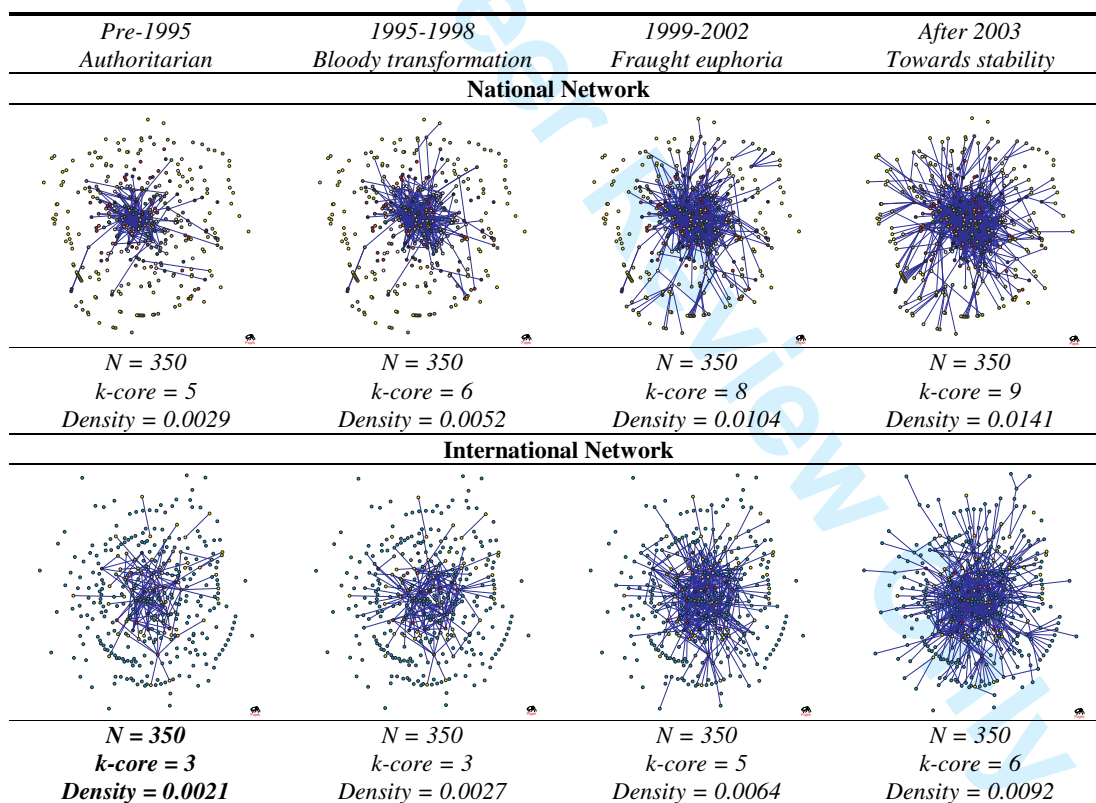 Pre-1995 1995-1998 1999-2002 After 2003
Authoritarian Bloody transformation Fraught euphoria Towards stability
National Network
N = 350 N = 350 N = 350 N = 350
k-core = 5 k-core = 6 k-core = 8 k-core = 9
Density = 0.0029 Density = 0.0052 Density = 0.0104 Density = 0.0141
International Network
N = 350 N = 350 N = 350 N = 350
k-core = 3 k-core = 3 k-core = 5 k-core = 6
Density = 0.0021 Density = 0.0027 Density = 0.0064 Density = 0.0092
eer Review Only